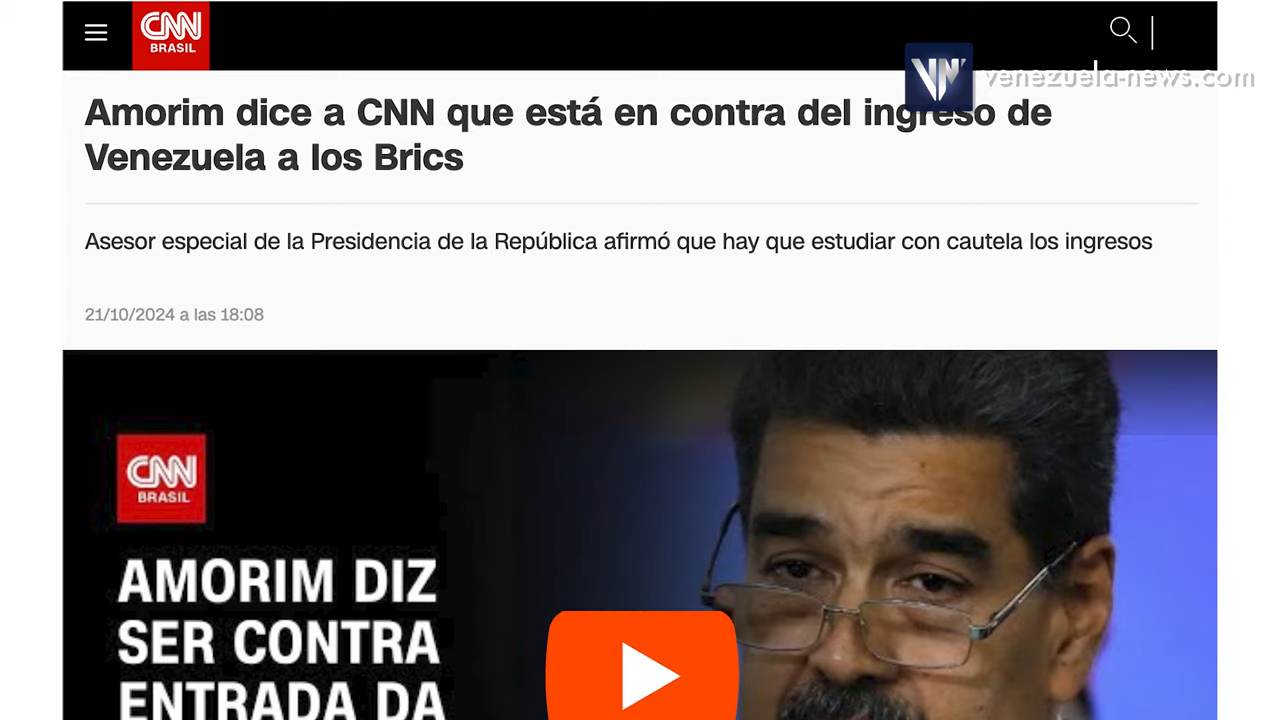 CNN
BRASIL
VN
venezuela-news.com
Amorim dice a CNN que está en contra del ingreso de
Venezuela a los Brics
Asesor especial de la Presidencia de la República afirmó que hay que estudiar con cautela los ingresos
21/10/2024 a las 18:08
CNN
BRASIL
AMORIM DIZ
SER CONTRA
ENTRADA DA